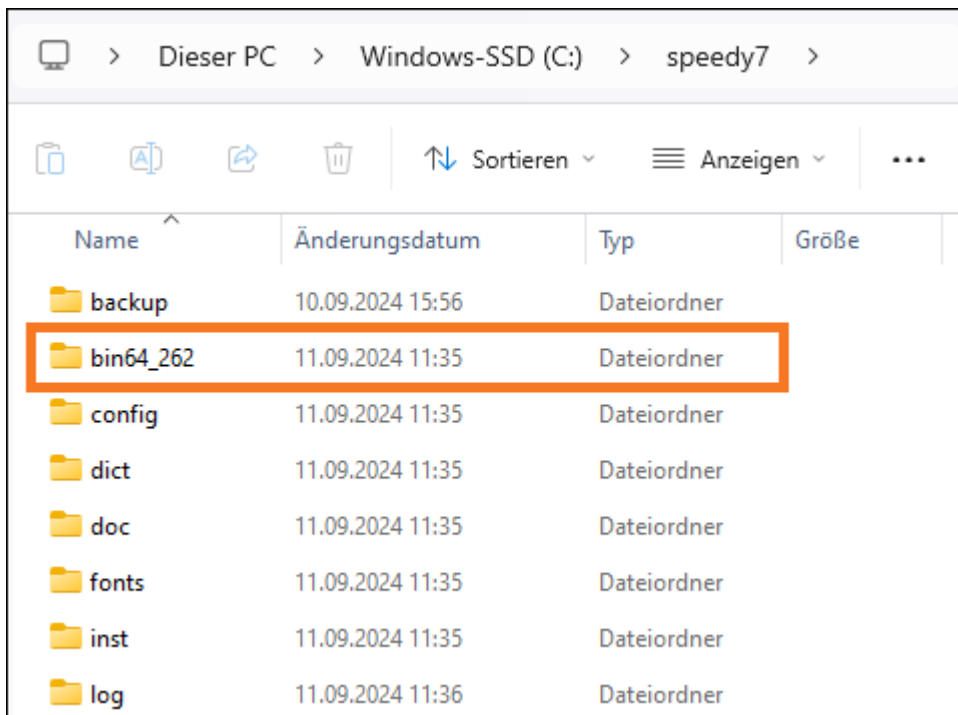 Dieser PC > Windows-SSD (C:) > speedy7 >
Sortieren Anzeigen ...
Name Änderungsdatum Typ Größe
backup 10.09.2024 15:56 Dateiordner
bin64_262 11.09.2024 11:35 Dateiordner
config 11.09.2024 11:35 Dateiordner
dict 11.09.2024 11:35 Dateiordner
doc 11.09.2024 11:35 Dateiordner
fonts 11.09.2024 11:35 Dateiordner
inst 11.09.2024 11:35 Dateiordner
log 11.09.2024 11:36 Dateiordner